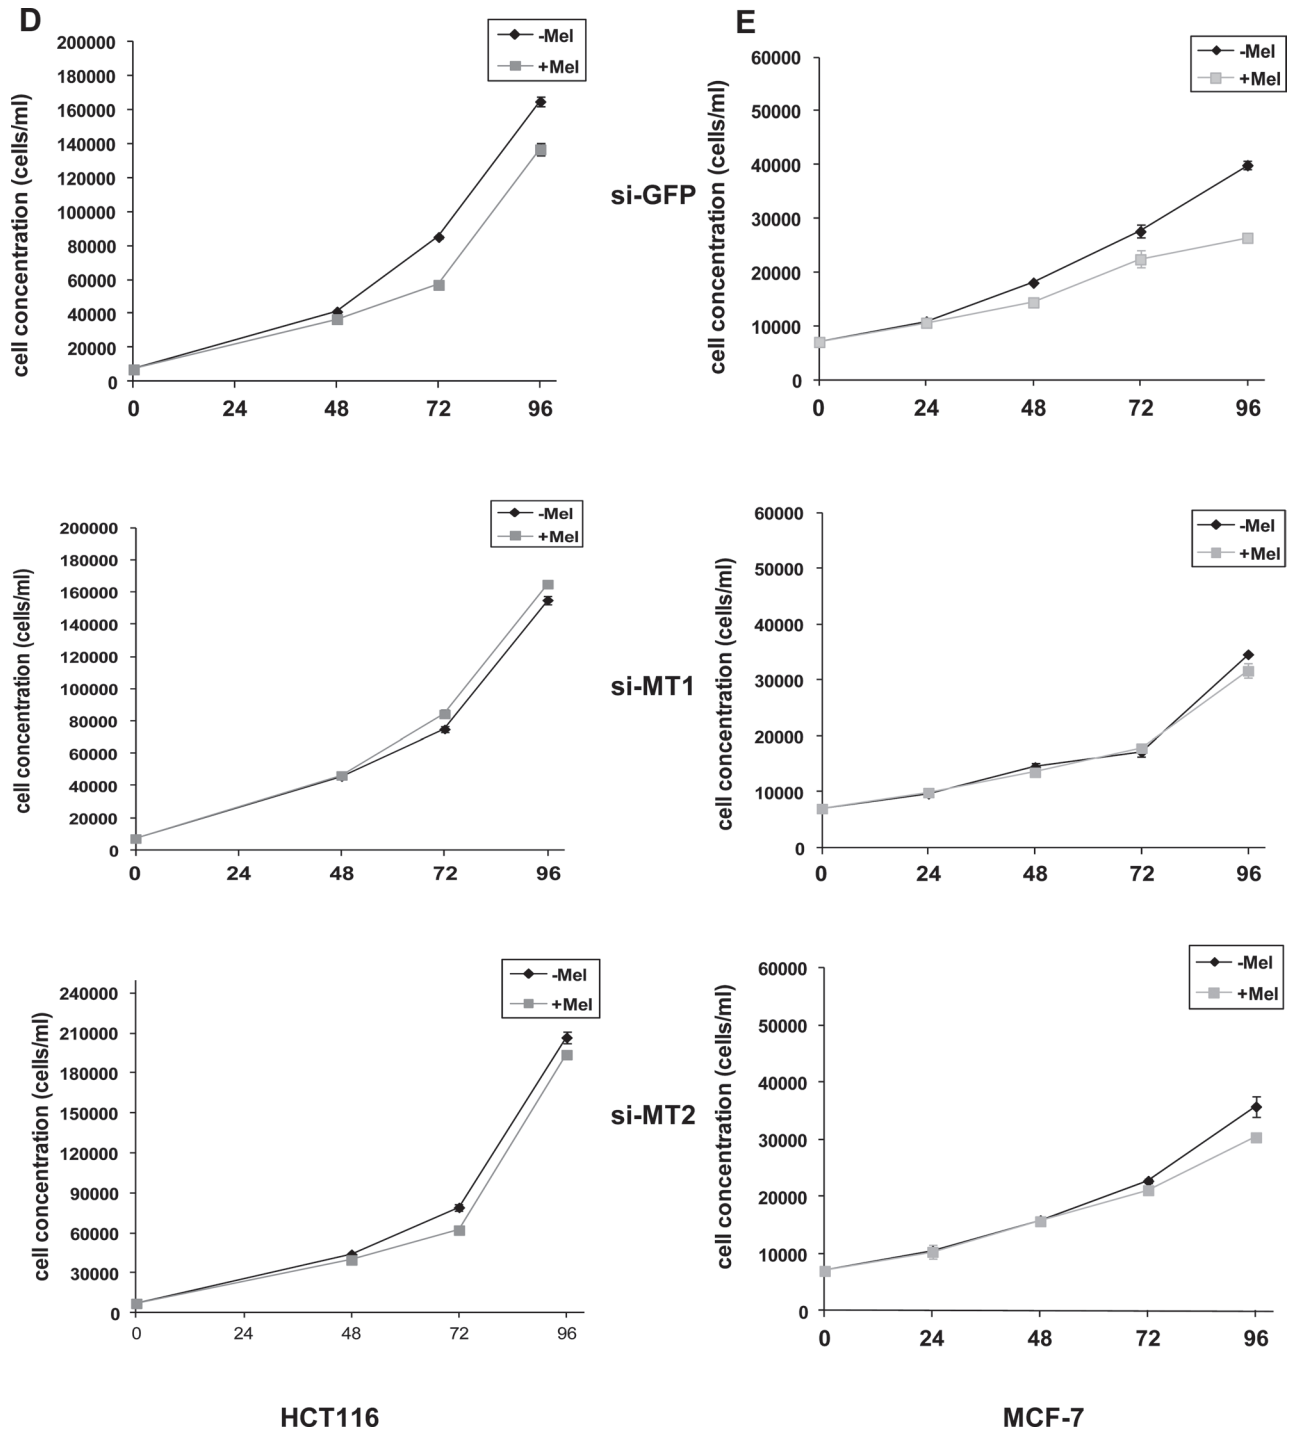 D
-Mel
+Mel
cell concentration (cells/ml)
200000
180000
160000
140000
120000
100000
80000
60000
40000
20000
0
0 24 48 72 96
si-GFP
E
-Mel
+Mel
cell concentration (cells/ml)
60000
50000
40000
30000
20000
10000
0
0 24 48 72 96
-Mel
+Mel
cell concentration (cells/ml)
200000
180000
160000
140000
120000
100000
80000
60000
40000
20000
0
0 24 48 72 96
si-MT1
-Mel
+Mel
cell concentration (cells/ml)
60000
50000
40000
30000
20000
10000
0
0 24 48 72 96
-Mel
+Mel
cell concentration (cells/ml)
240000
210000
180000
150000
120000
90000
60000
30000
0
0 24 48 72 96
si-MT2
-Mel
+Mel
cell concentration (cells/ml)
60000
50000
40000
30000
20000
10000
0
0 24 48 72 96
HCT116
MCF-7